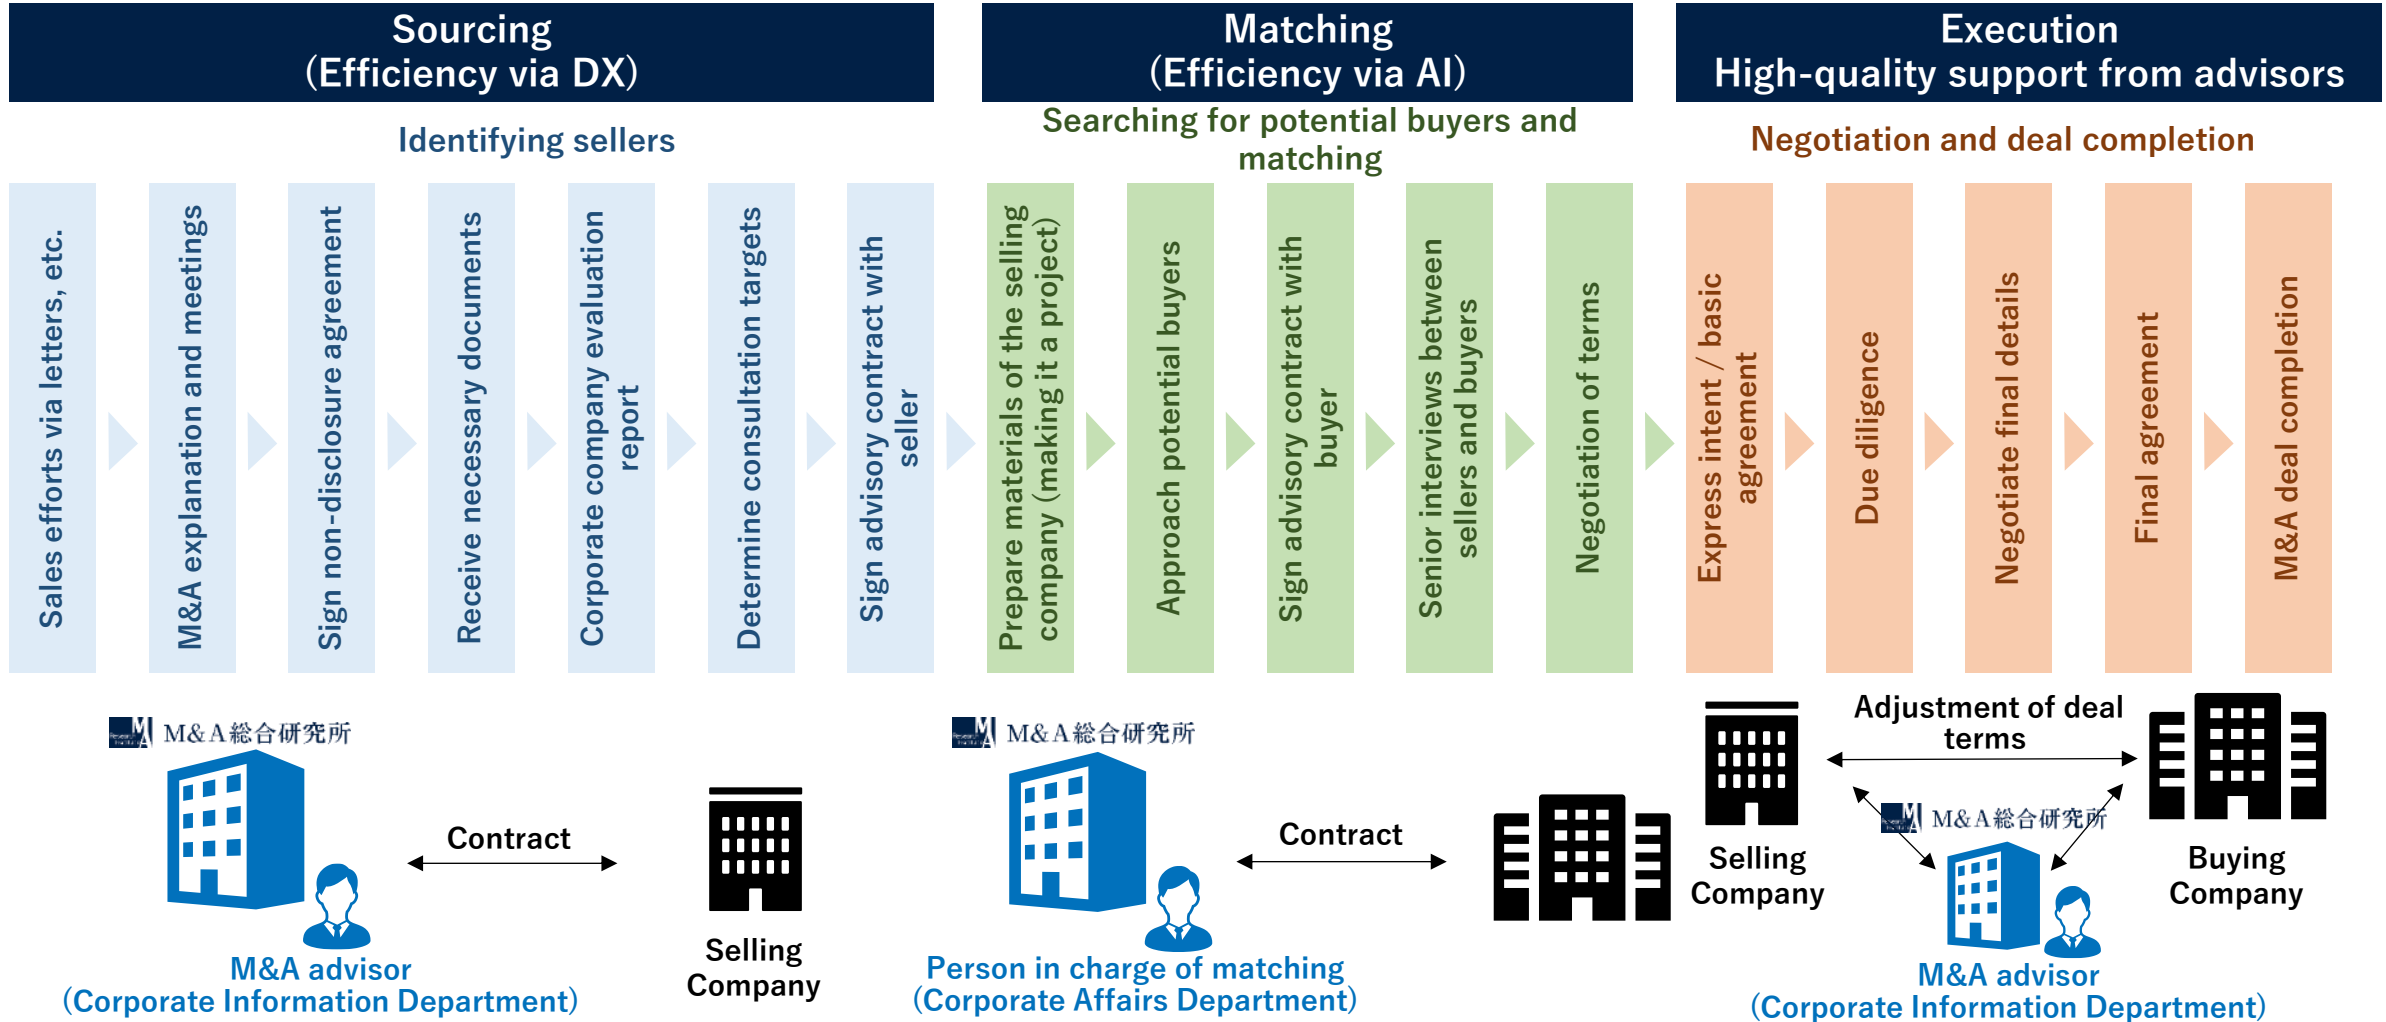 Sourcing
(Efficiency via DX)
Matching
(Efficiency via AI)
Execution
High-quality support from advisors
Identifying sellers
Searching for potential buyers and
matching
Negotiation and deal completion
Sales efforts via letters, etc.
M&A explanation and meetings
Sign non-disclosure agreement
Receive necessary documents
Corporate company evaluation
report
Determine consultation targets
Sign advisory contract with
seller
Prepare materials of the selling
company (making it a project)
Approach potential buyers
Sign advisory contract with
buyer
Senior interviews between
sellers and buyers
Negotiation of terms
Express intent / basic
agreement
Due diligence
Negotiate final details
Final agreement
M&A deal completion
M&A総合研究所
Contract
Selling
Company
M&A advisor
(Corporate Information Department)
M&A総合研究所
Contract
Person in charge of matching
(Corporate Affairs Department)
Adjustment of deal
terms
M&A総合研究所
Selling
Company
Buying
Company
M&A advisor
(Corporate Information Department)